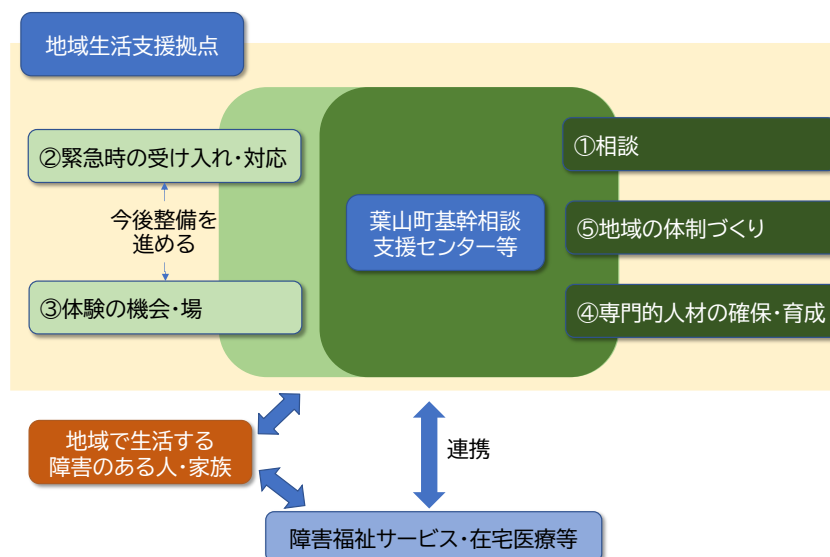 地域生活支援拠点
②緊急時の受け入れ・対応
今後整備を
進める
③体験の機会・場
葉山町基幹相談
支援センター等
①相談
⑤地域の体制づくり
④専門的人材の確保・育成
地域で生活する
障害のある人・家族
連携
障害福祉サービス・在宅医療等